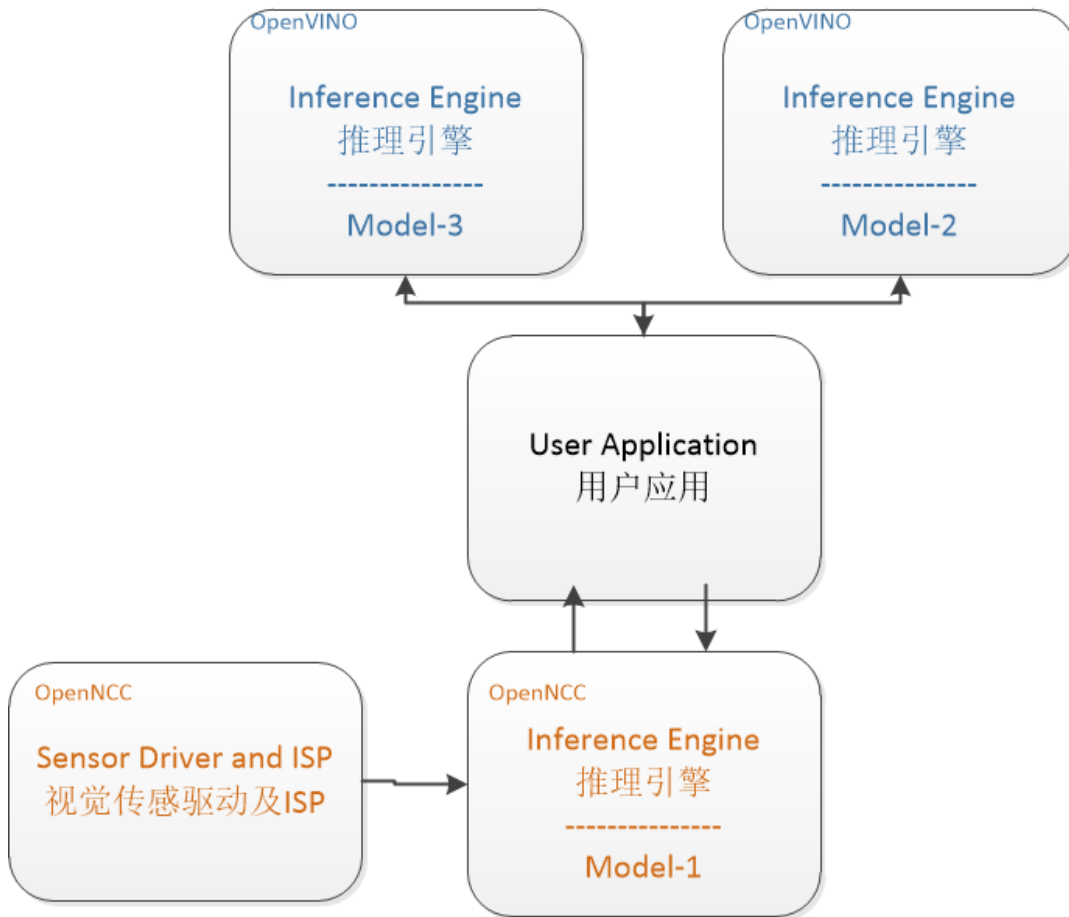 OpenVINO
Inference Engine
推理引擎
---------------
Model-3
OpenVINO
Inference Engine
推理引擎
---------------
Model-2
User Application
用户应用
OpenNCC
Sensor Driver and ISP
视觉传感驱动及ISP
OpenNCC
Inference Engine
推理引擎
---------------
Model-1